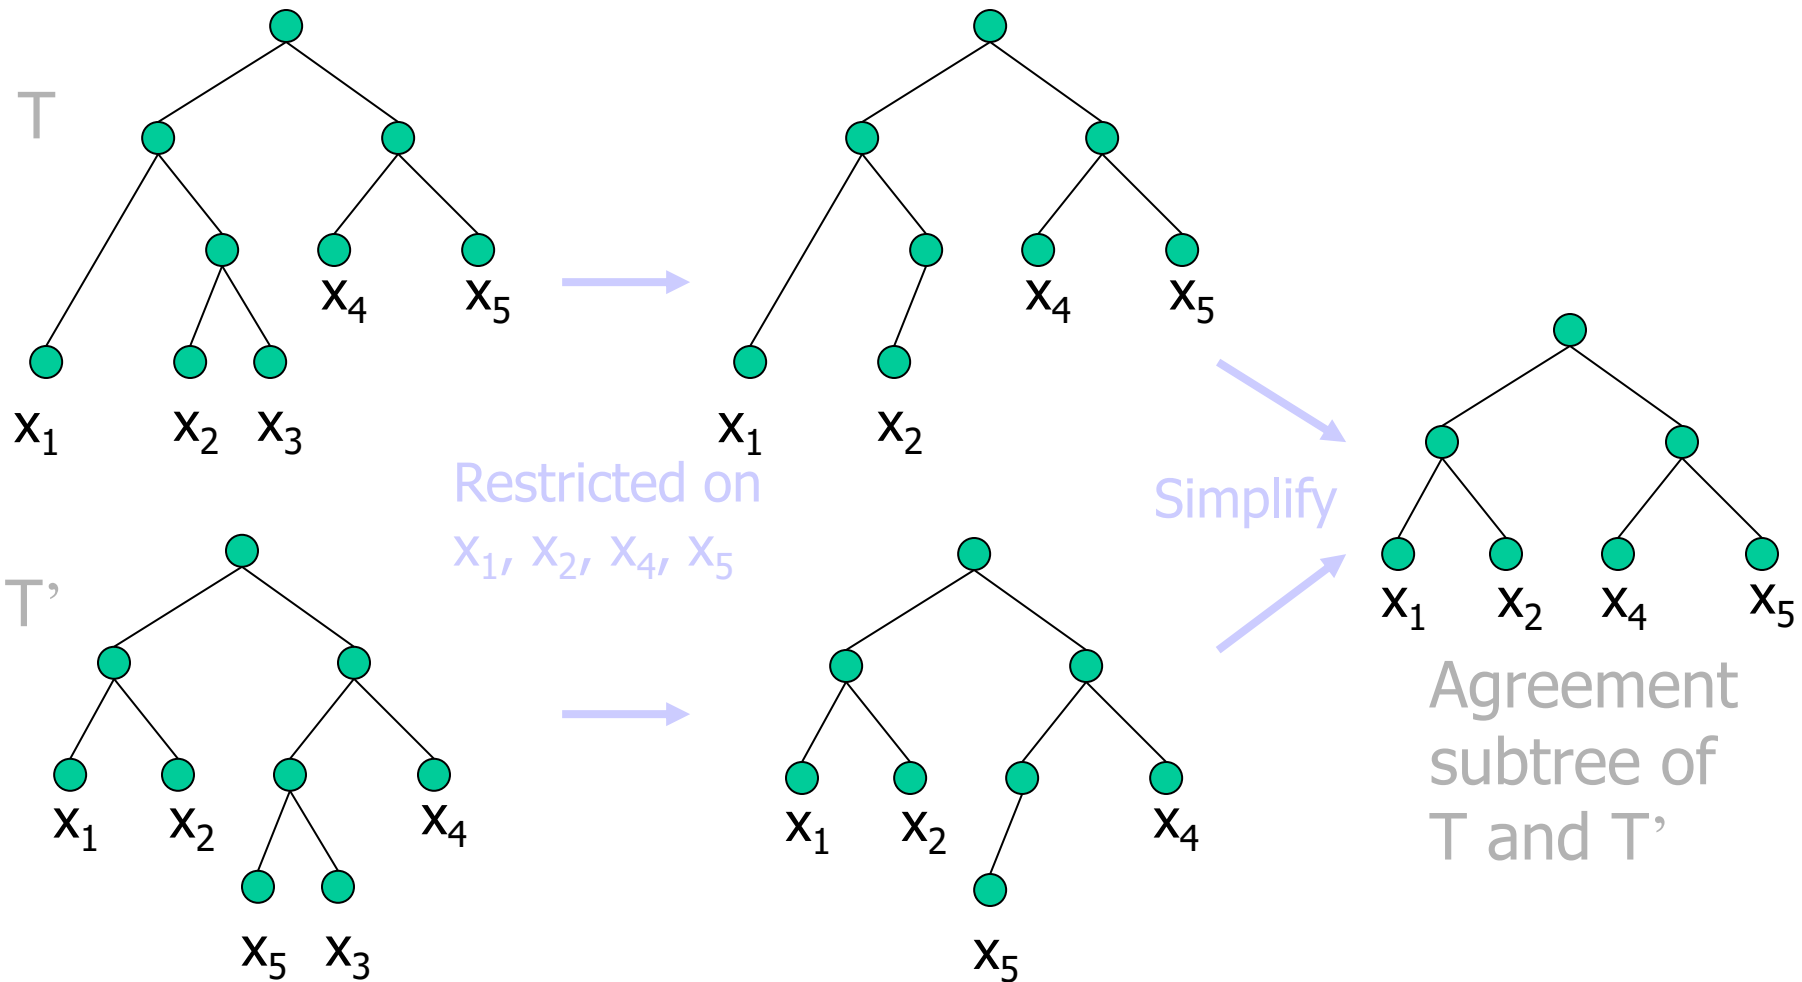 T
x₄ x₅
x₁ x₂ x₃
x₄ x₅
x₁ x₂
Restricted on
x₁, x₂, x₄, x₅
Simplify
T’
x₁ x₂ x₄
x₅ x₃
x₁ x₂ x₄
x₅
x₁ x₂ x₄ x₅
Agreement
subtree of
T and T’